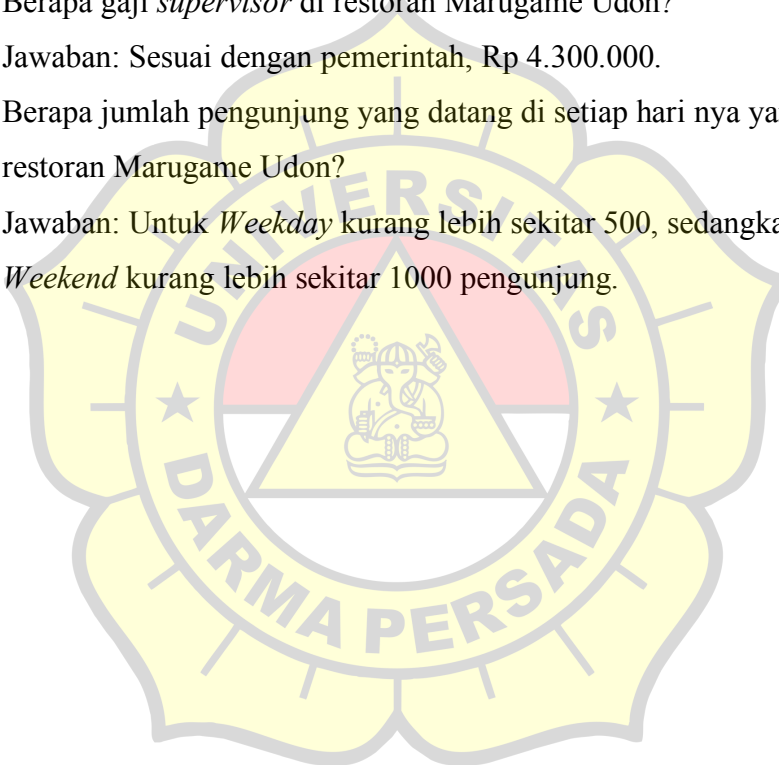 Berapa gaji supervisor di restoran Marugame Udon?
Jawaban: Sesuai dengan pemerintah, Rp 4.300.000.
Berapa jumlah pengunjung yang datang di setiap hari nya
restoran Marugame Udon?
Jawaban: Untuk Weekday kurang lebih sekitar 500,
Weekend kurang lebih sekitar 1000 pengunjung.
UNIVERSITAS
DARMA PERSADA